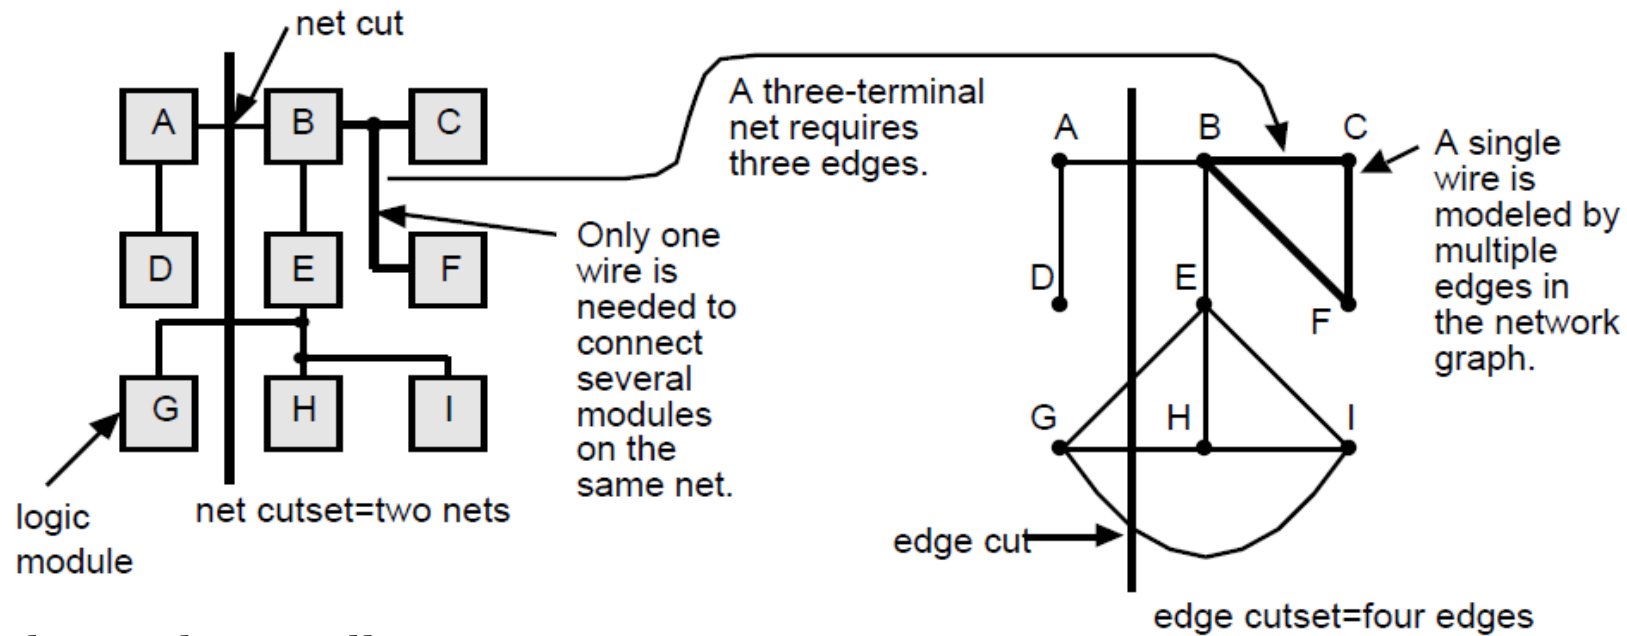 net cut
A
B
C
D
E
F
G
H
I
logic
module
net cutset=two nets
A three-terminal
net requires
three edges.
Only one
wire is
needed to
connect
several
modules
on the
same net.
A
B
C
D
E
F
G
H
I
A single
wire is
modeled by
multiple
edges in
the network
graph.
edge cut
edge cutset=four edges